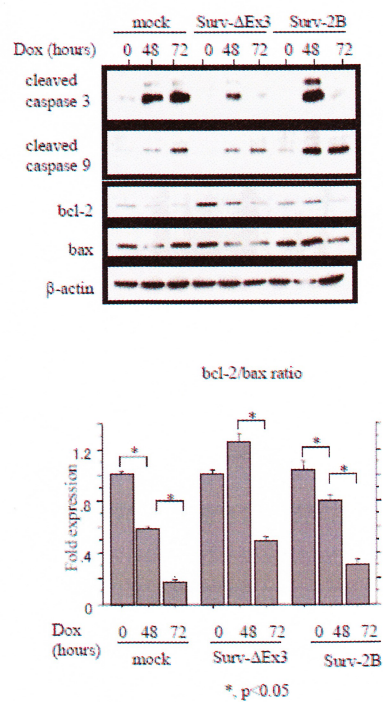 mock Surv-ΔEx3 Surv-2B
Dox (hours) 0 48 72 0 48 72 0 48 72
cleaved
caspase 3
cleaved
caspase 9
bcl-2
bax
β-actin
bcl-2/bax ratio
* * * * *
Fold expression
1.2
.8
.4
0
Dox 0 48 72 0 48 72 0 48 72
(hours)
mock Surv-ΔEx3 Surv-2B
*, p<0.05